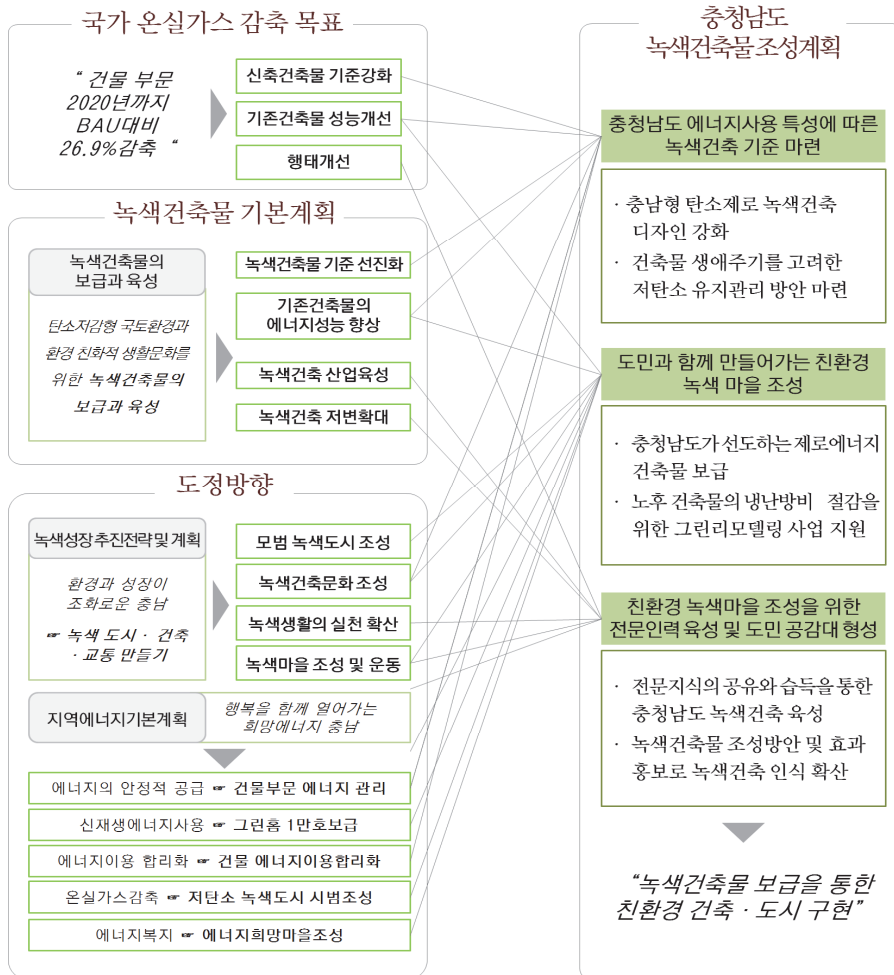 국가 온실가스 감축 목표
“ 건물 부문
2020년까지
BAU대비
26.9%감축 “
신축건축물 기준강화
기존건축물 성능개선
행태개선
녹색건축물 기본계획
녹색건축물의
보급과 육성
탄소저감형 국토환경과
환경 친화적 생활문화를
위한 녹색건축물의
보급과 육성
녹색건축물 기준 선진화
기존건축물의
에너지성능 향상
녹색건축 산업육성
녹색건축 저변확대
도정방향
녹색성장 추진전략 및 계획
환경과 성장이
조화로운 충남
☞ 녹색 도시 · 건축
· 교통 만들기
모범 녹색도시 조성
녹색건축문화 조성
녹색생활의 실천 확산
녹색마을 조성 및 운동
지역에너지기본계획
행복을 함께 열어가는
희망에너지 충남
에너지의 안정적 공급 ☞ 건물부문 에너지 관리
신재생에너지사용 ☞ 그린홈 1만호보급
에너지이용 합리화 ☞ 건물 에너지이용합리화
온실가스감축 ☞ 저탄소 녹색도시 시범조성
에너지복지 ☞ 에너지희망마을조성
충청남도
녹색건축물조성계획
충청남도 에너지사용 특성에 따른
녹색건축 기준 마련
· 충남형 탄소제로 녹색건축
디자인 강화
· 건축물 생애주기를 고려한
저탄소 유지관리 방안 마련
도민과 함께 만들어가는 친환경
녹색 마을 조성
· 충청남도가 선도하는 제로에너지
건축물 보급
· 노후 건축물의 냉난방비 절감을
위한 그린리모델링 사업 지원
친환경 녹색마을 조성을 위한
전문인력 육성 및 도민 공감대 형성
· 전문지식의 공유와 습득을 통한
충청남도 녹색건축 육성
· 녹색건축물 조성방안 및 효과
홍보로 녹색건축 인식 확산
“녹색건축물 보급을 통한
친환경 건축 · 도시 구현”